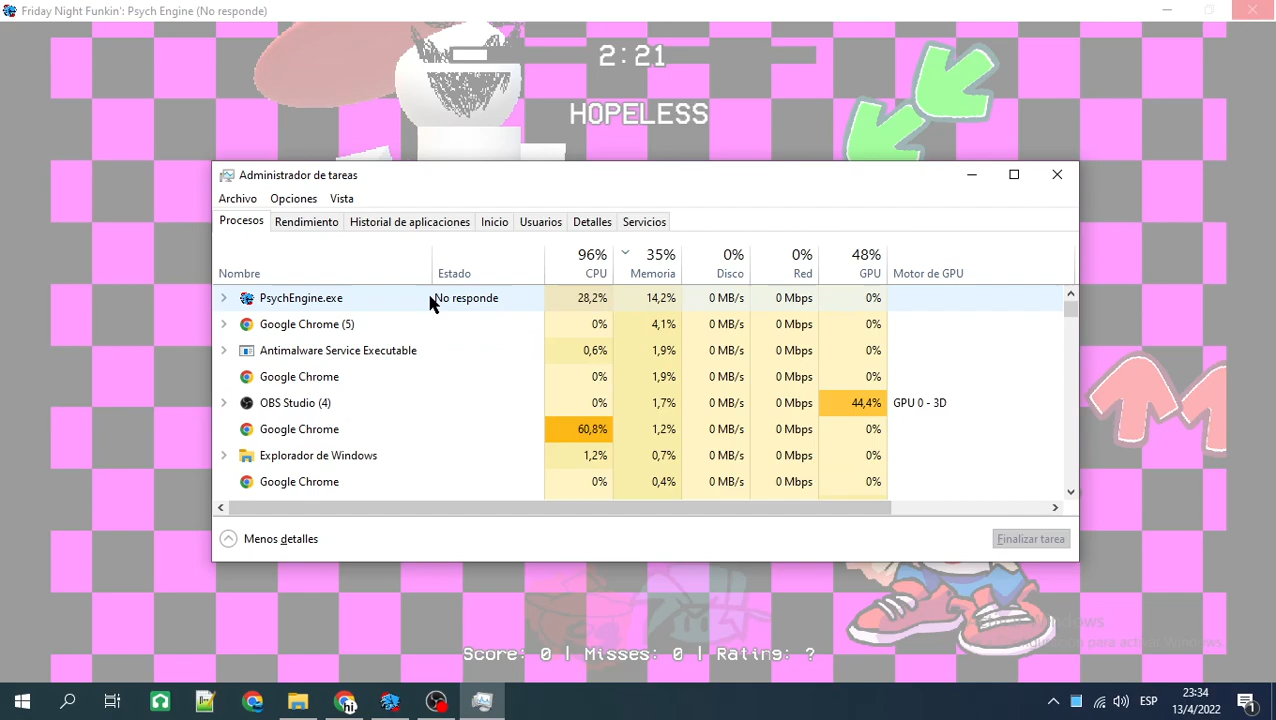 Friday Night Funkin': Psych Engine (No responde)
2:21
HOPELESS
Administrador de tareas
Archivo Opciones Vista
Procesos Rendimiento Historial de aplicaciones Inicio Usuarios Detalles Servicios
96% 35% 0% 0% 48%
Nombre Estado CPU Memoria Disco Red GPU Motor de GPU
PsychEngine.exe No responde 28,2% 14,2% 0 MB/s 0 Mbps 0%
Google Chrome (5) 0% 4,1% 0 MB/s 0 Mbps 0%
Antimalware Service Executable 0,6% 1,9% 0 MB/s 0 Mbps 0%
Google Chrome 0% 1,9% 0 MB/s 0 Mbps 0%
OBS Studio (4) 0% 1,7% 0 MB/s 0 Mbps 44,4% GPU 0 - 3D
Google Chrome 60,8% 1,2% 0 MB/s 0 Mbps 0%
Explorador de Windows 1,2% 0,7% 0 MB/s 0 Mbps 0%
Google Chrome 0% 0,4% 0 MB/s 0 Mbps 0%
Menos detalles Finalizar tarea
Windows
para activar Windows.
Score: 0 | Misses: 0 | Rating: ?
ESP
23:34
13/4/2022
1